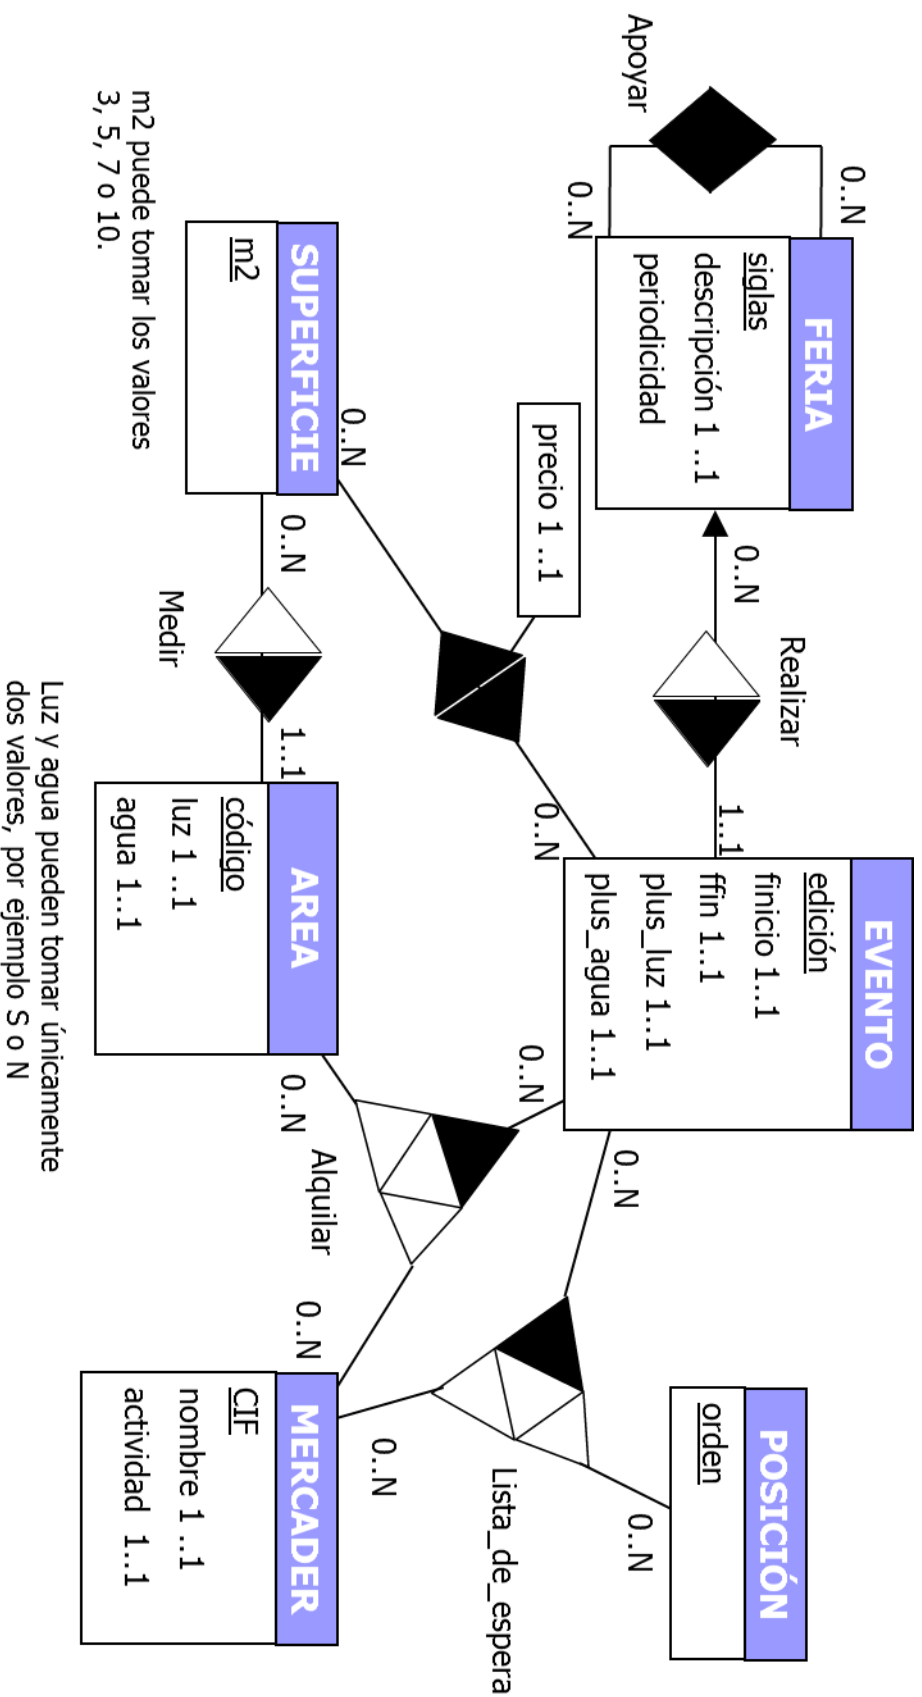 Apoyar
0..N
0..N
FERIA
siglas
descripción 1 ..1
periodicidad
0..N
Realizar
1..1
EVENTO
edición
finicio 1..1
ffin 1..1
plus_luz 1..1
plus_agua 1..1
precio 1 ..1
0..N
0..N
SUPERFICIE
m2
m2 puede tomar los valores
3, 5, 7 o 10.
0..N
Medir
1..1
AREA
código
luz 1 ..1
agua 1..1
Luz y agua pueden tomar únicamente
dos valores, por ejemplo S o N
0..N
0..N
Alquilar
0..N
MERCADER
CIF
nombre 1 ..1
actividad 1..1
0..N
0..N
Lista_de_espera
0..N
POSICIÓN
orden